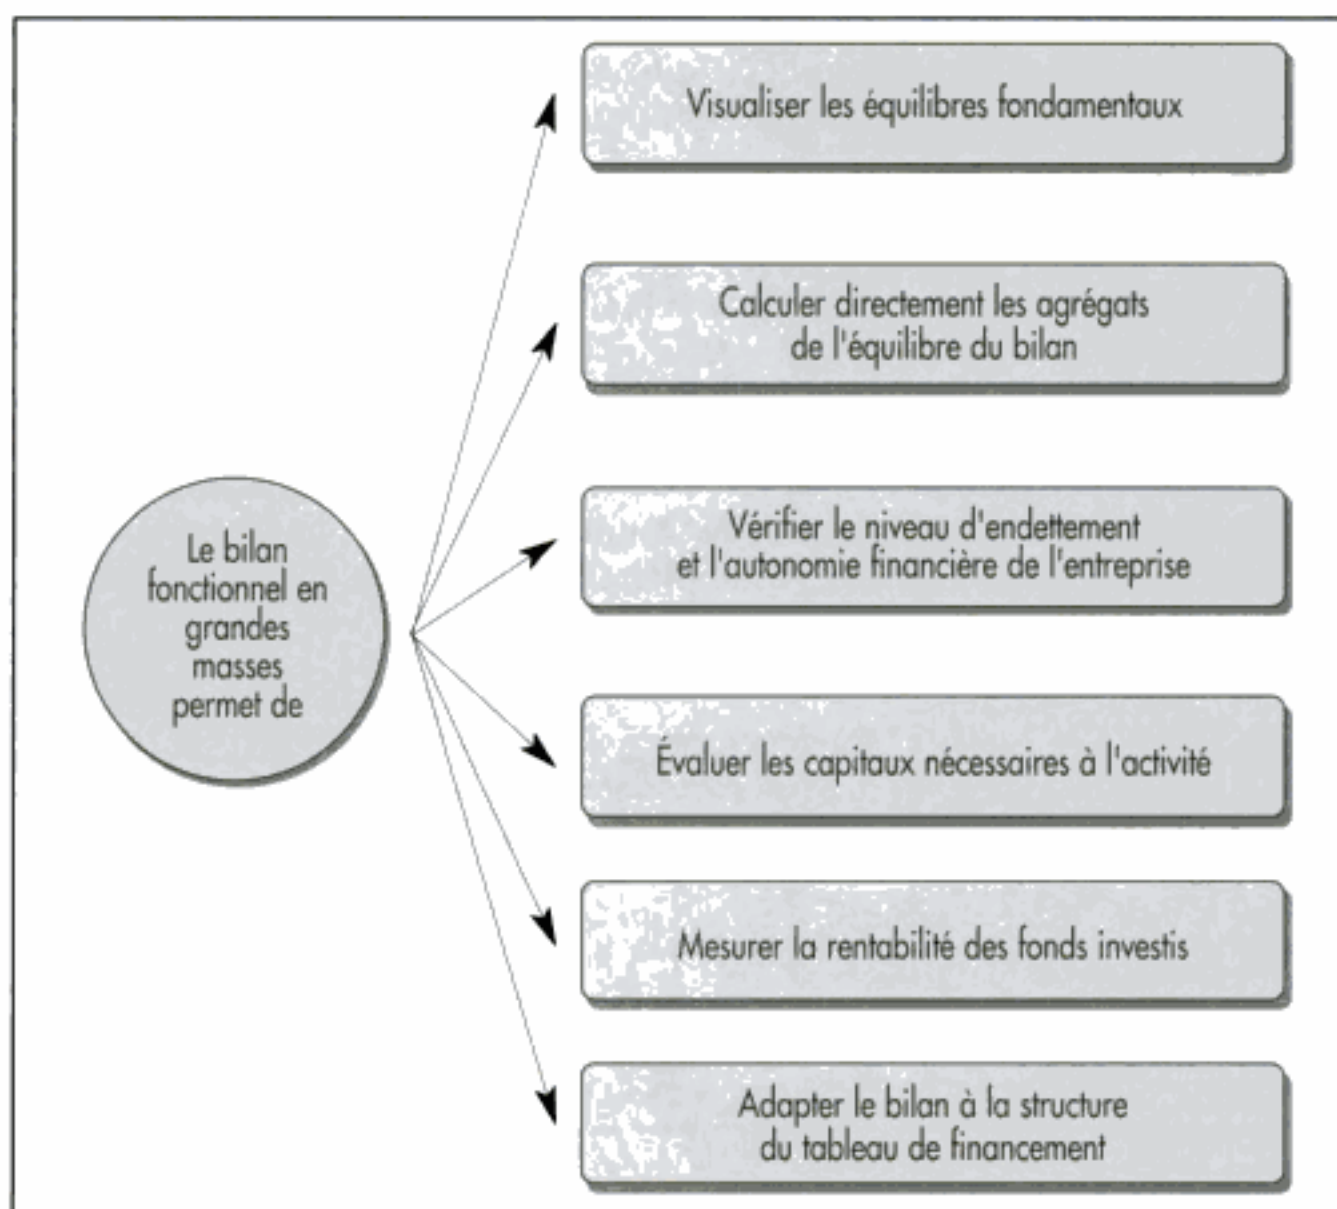 Le bilan
fonctionnel en
grandes
masses
permet de
Visualiser les équilibres fondamentaux
Calculer directement les agrégats
de l'équilibre du bilan
Vérifier le niveau d'endettement
et l'autonomie financière de l'entreprise
Évaluer les capitaux nécessaires à l'activité
Mesurer la rentabilité des fonds investis
Adapter le bilan à la structure
du tableau de financement